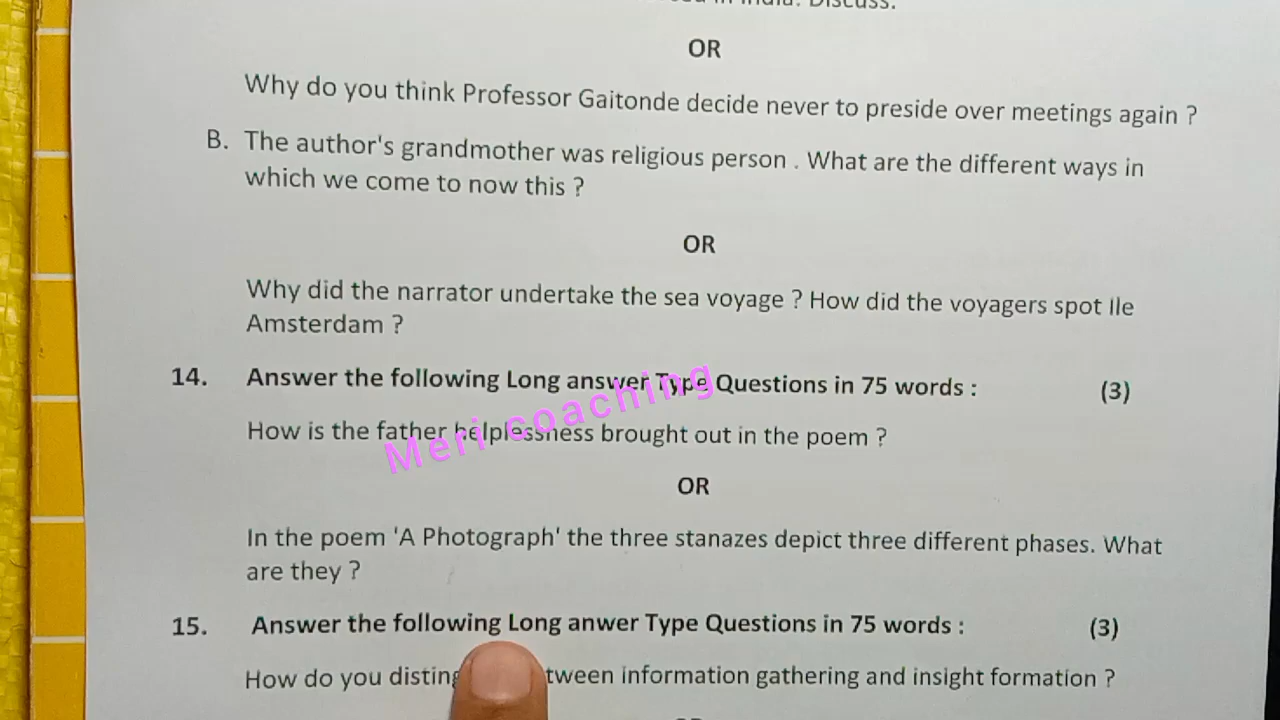 in India. Discuss.
OR
Why do you think Professor Gaitonde decide never to preside over meetings again ?
B. The author's grandmother was religious person . What are the different ways in
which we come to now this ?
OR
Why did the narrator undertake the sea voyage ? How did the voyagers spot Ile
Amsterdam ?
14. Answer the following Long answer Type Questions in 75 words : (3)
How is the father helplessness brought out in the poem ?
Meri coaching
OR
In the poem 'A Photograph' the three stanazes depict three different phases. What
are they ?
15. Answer the following Long anwer Type Questions in 75 words : (3)
How do you information gathering and insight formation ?